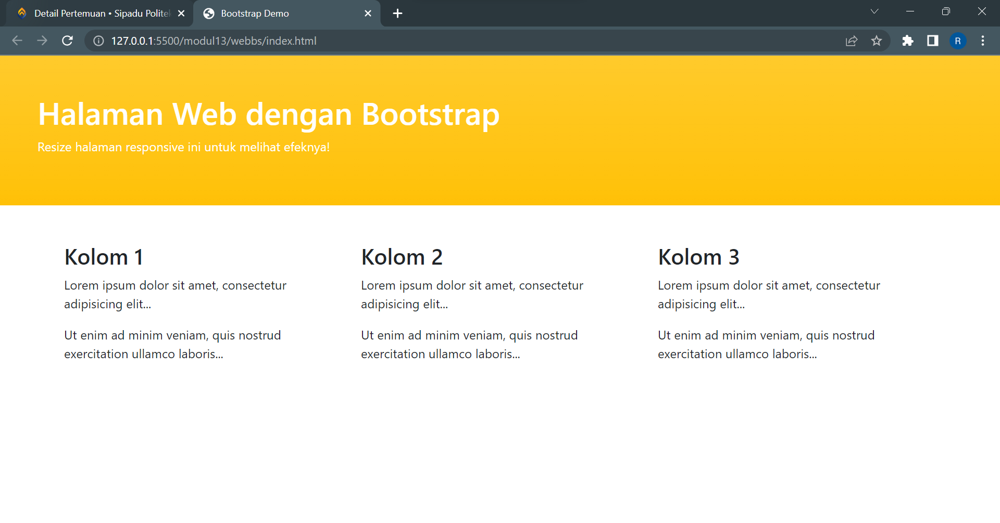 Detail Pertemuan • Sipadu Polite
Bootstrap Demo
127.0.0.1:5500/modul13/webbs/index.html
R
Halaman Web dengan Bootstrap
Resize halaman responsive ini untuk melihat efeknya!
Kolom 1
Lorem ipsum dolor sit amet, consectetur
adipisicing elit...
Ut enim ad minim veniam, quis nostrud
exercitation ullamco laboris...
Kolom 2
Lorem ipsum dolor sit amet, consectetur
adipisicing elit...
Ut enim ad minim veniam, quis nostrud
exercitation ullamco laboris...
Kolom 3
Lorem ipsum dolor sit amet, consectetur
adipisicing elit...
Ut enim ad minim veniam, quis nostrud
exercitation ullamco laboris...